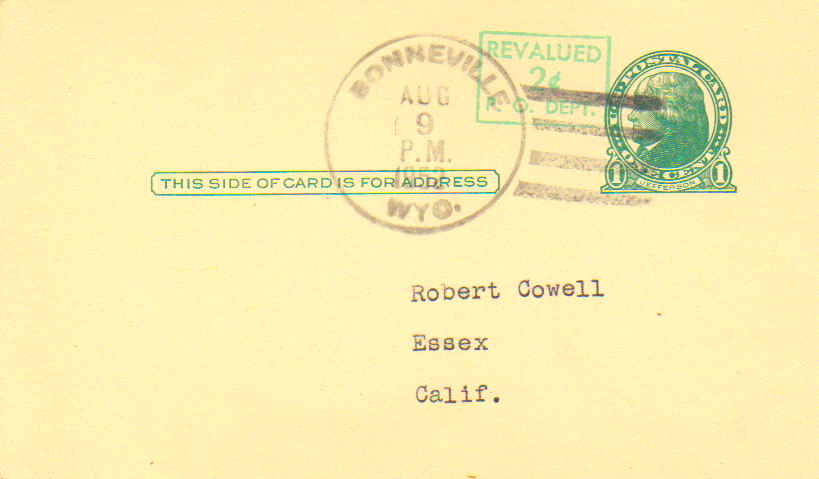 REVALUED
2¢
P. O. DEPT.
U.S. POSTAL CARD
ONE CENT
1 JEFFERSON 1
BONNEVILLE
AUG
9
P.M.
1953
WYO.
THIS SIDE OF CARD IS FOR ADDRESS
Robert Cowell
Essex
Calif.